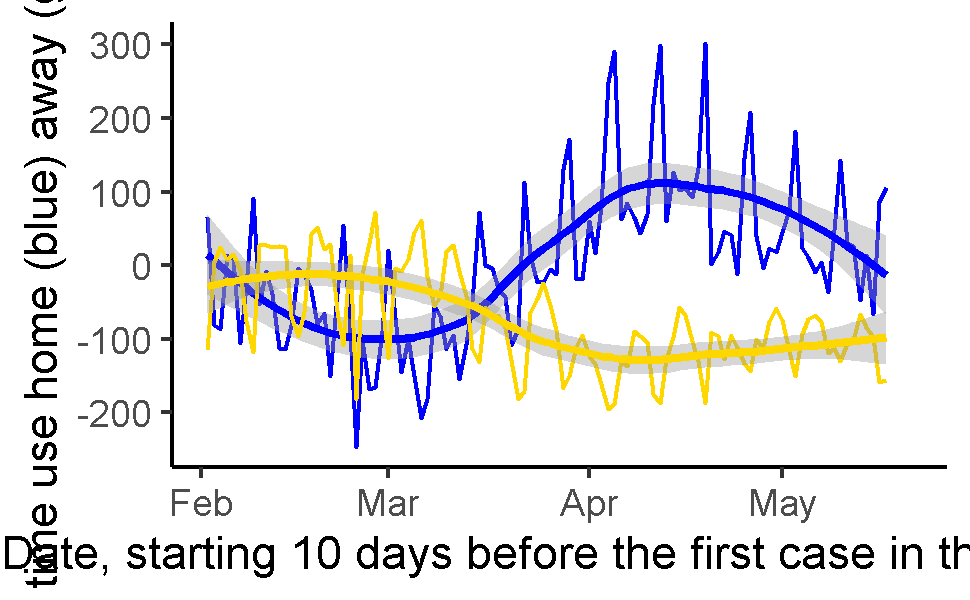 time use home (blue) away (
300
200
100
0
-100
-200
Feb Mar Apr May
Date, starting 10 days before the first case in th